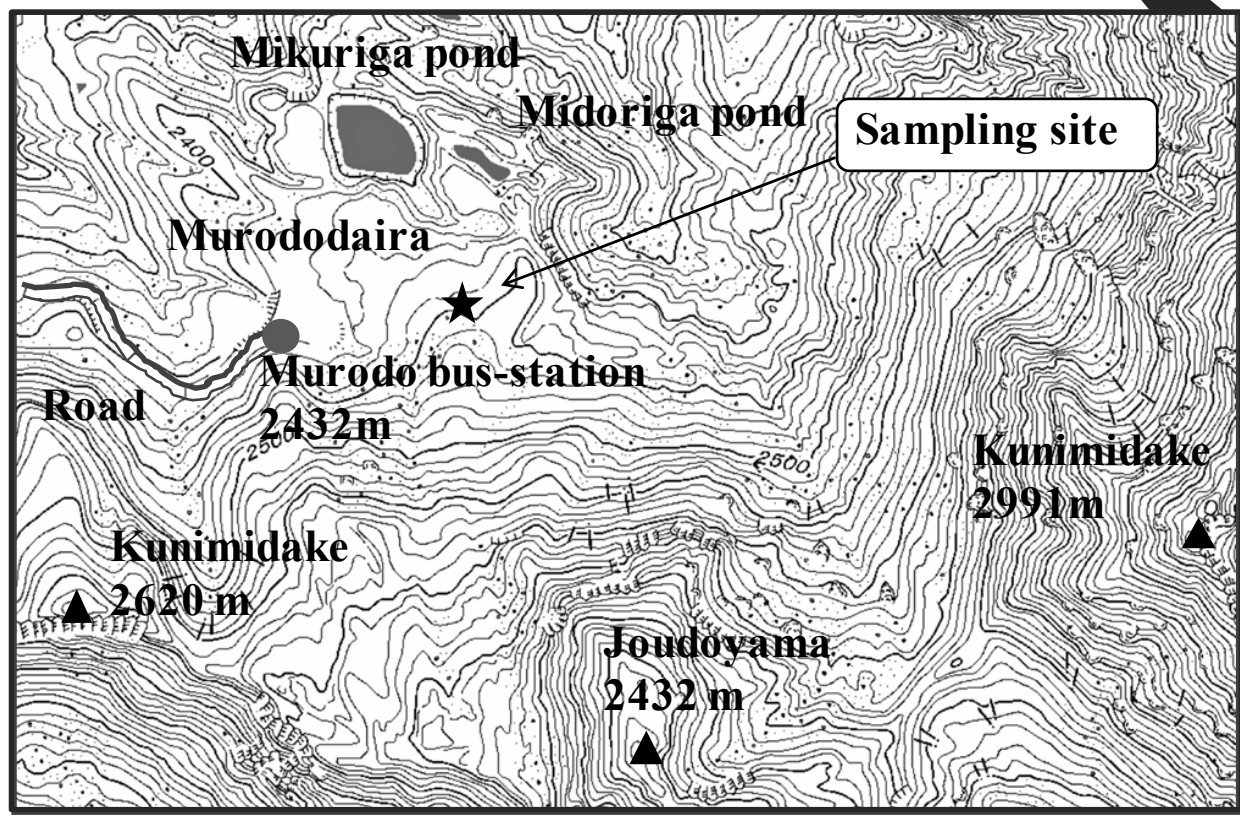 Mikuriga pond
Midoriga pond
Sampling site
2400
Murododaira
Murodo bus-station
2432m
Road
2500
2500
Kunimidake
2991m
Kunimidake
2620 m
Joudoyama
2432 m